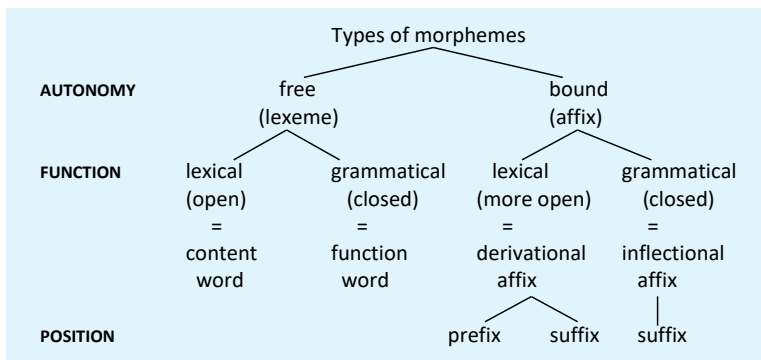 Types of morphemes
AUTONOMY free bound
(lexeme) (affix)
FUNCTION lexical grammatical lexical grammatical
(open) (closed) (more open) (closed)
= = = =
content function derivational inflectional
word word affix affix
POSITION prefix suffix suffix